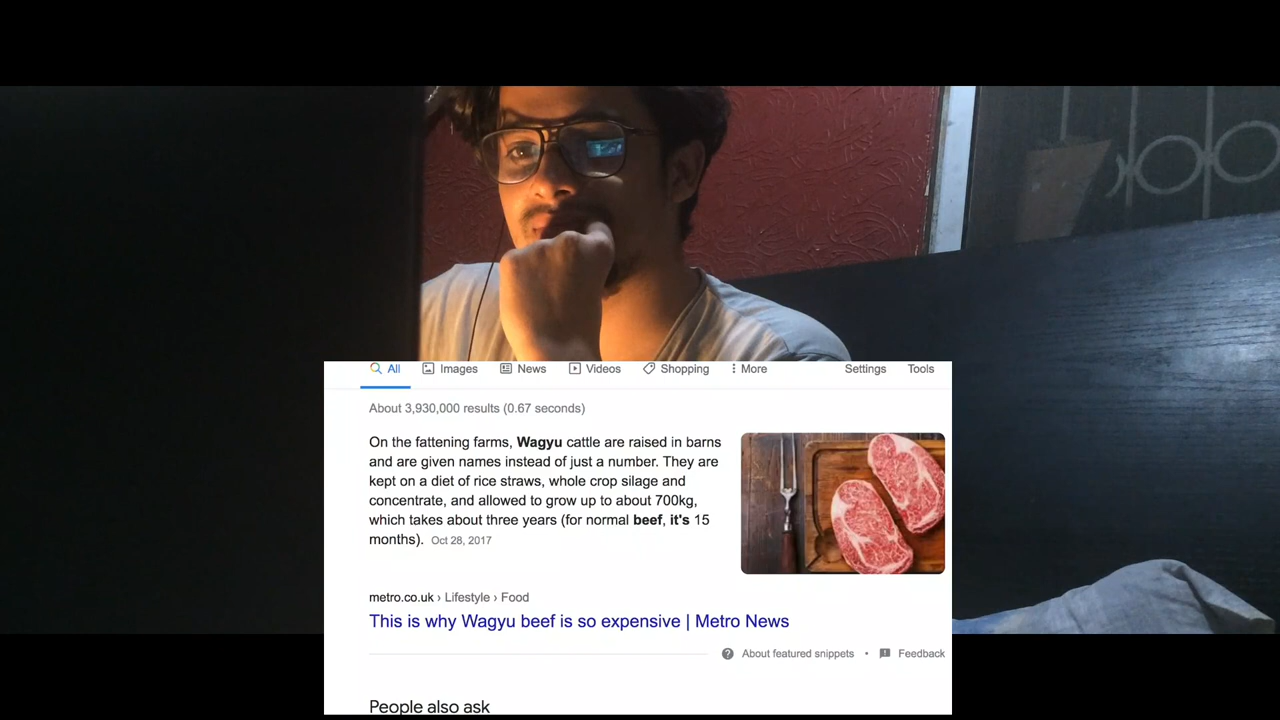 All Images News Videos Shopping More Settings Tools
About 3,930,000 results (0.67 seconds)
On the fattening farms, Wagyu cattle are raised in barns
and are given names instead of just a number. They are
kept on a diet of rice straws, whole crop silage and
concentrate, and allowed to grow up to about 700kg,
which takes about three years (for normal beef, it's 15
months). Oct 28, 2017
metro.co.uk › Lifestyle › Food
This is why Wagyu beef is so expensive | Metro News
About featured snippets • Feedback
People also ask